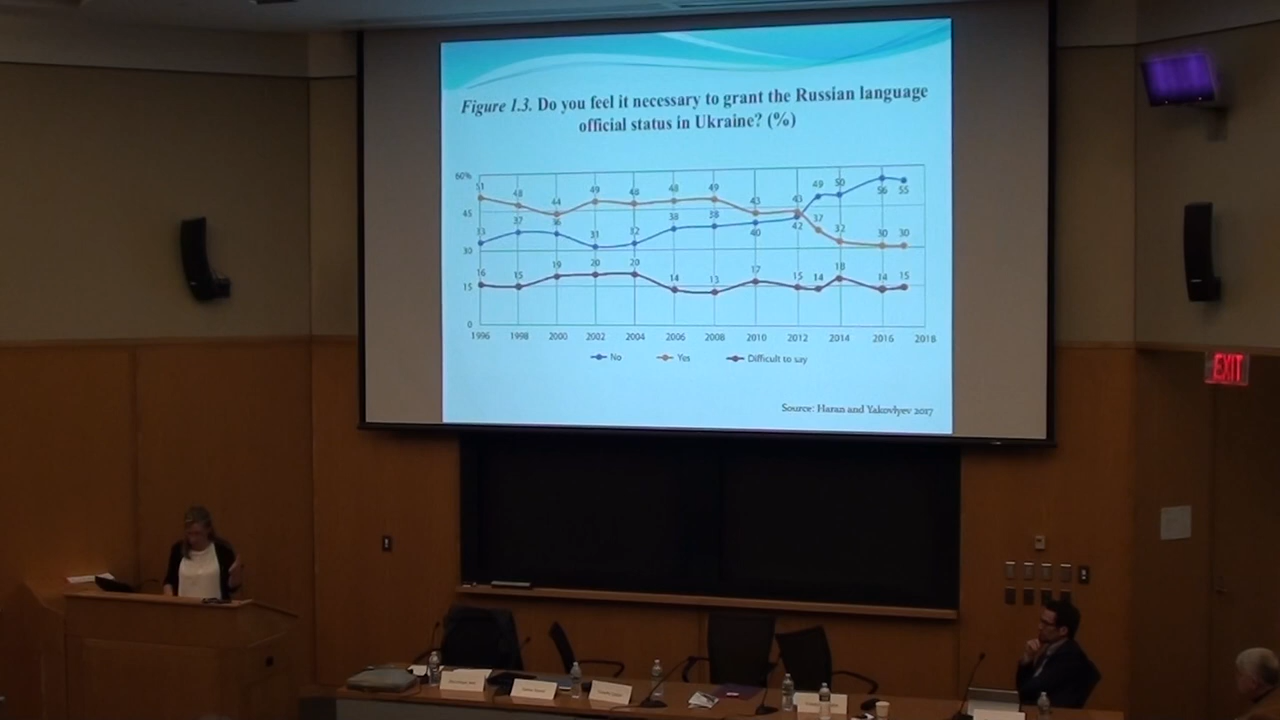 Figure 1.3. Do you feel it necessary to grant the Russian language
official status in Ukraine? (%)
60%
45
30
15
0
51 48 44 49 48 48 49 43 43 49 50 56 55
33 37 36 31 32 38 38 40 42 37 32 30 30
16 15 19 20 20 14 13 17 15 14 18 14 15
1996 1998 2000 2002 2004 2006 2008 2010 2012 2014 2016 2018
No Yes Difficult to say
Source: Haran and Yakovlyev 2017
EXIT